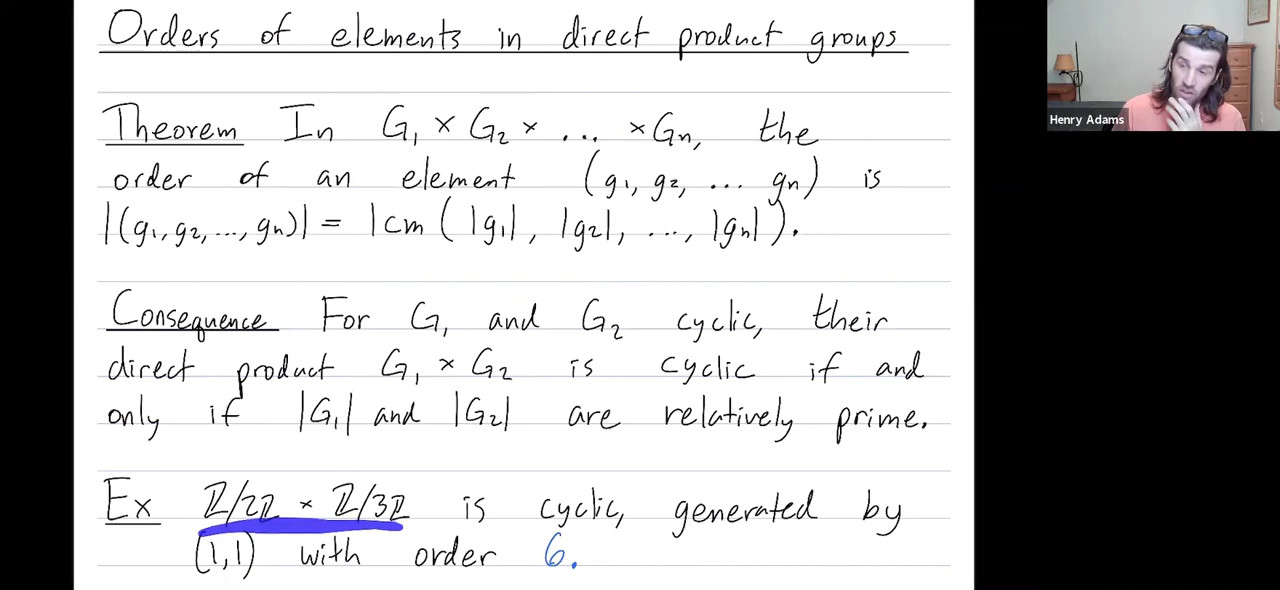 Orders of elements in direct product groups
Henry Adams
Theorem In G₁ × G₂ × ... × Gₙ, the
order of an element (g₁, g₂, ... gₙ) is
|(g₁, g₂, ..., gₙ)| = lcm ( |g₁|, |g₂|, ..., |gₙ| ).
Consequence For G₁ and G₂ cyclic, their
direct product G₁ × G₂ is cyclic if and
only if |G₁| and |G₂| are relatively prime.
Ex ℤ/2ℤ × ℤ/3ℤ is cyclic, generated by
(1,1) with order 6.